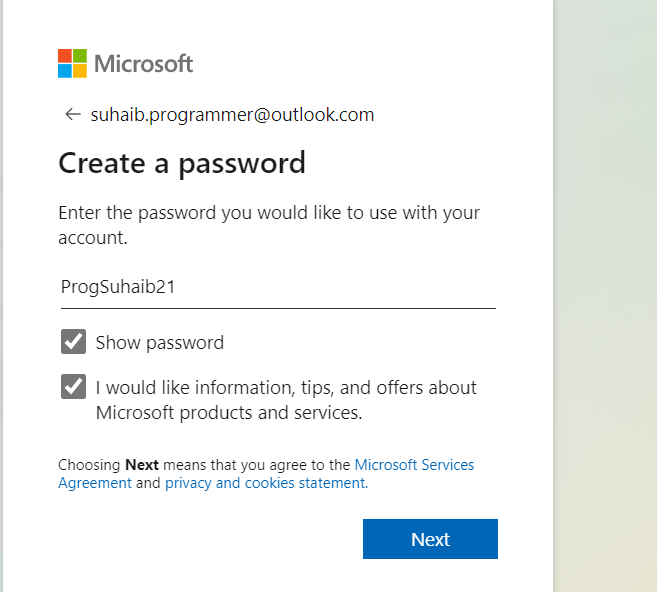 Microsoft
suhaib.programmer@outlook.com
Create a password
Enter the password you would like to use with your
account.
ProgSuhaib21
Show password
I would like information, tips, and offers about
Microsoft products and services.
Choosing Next means that you agree to the Microsoft Services
Agreement and privacy and cookies statement.
Next